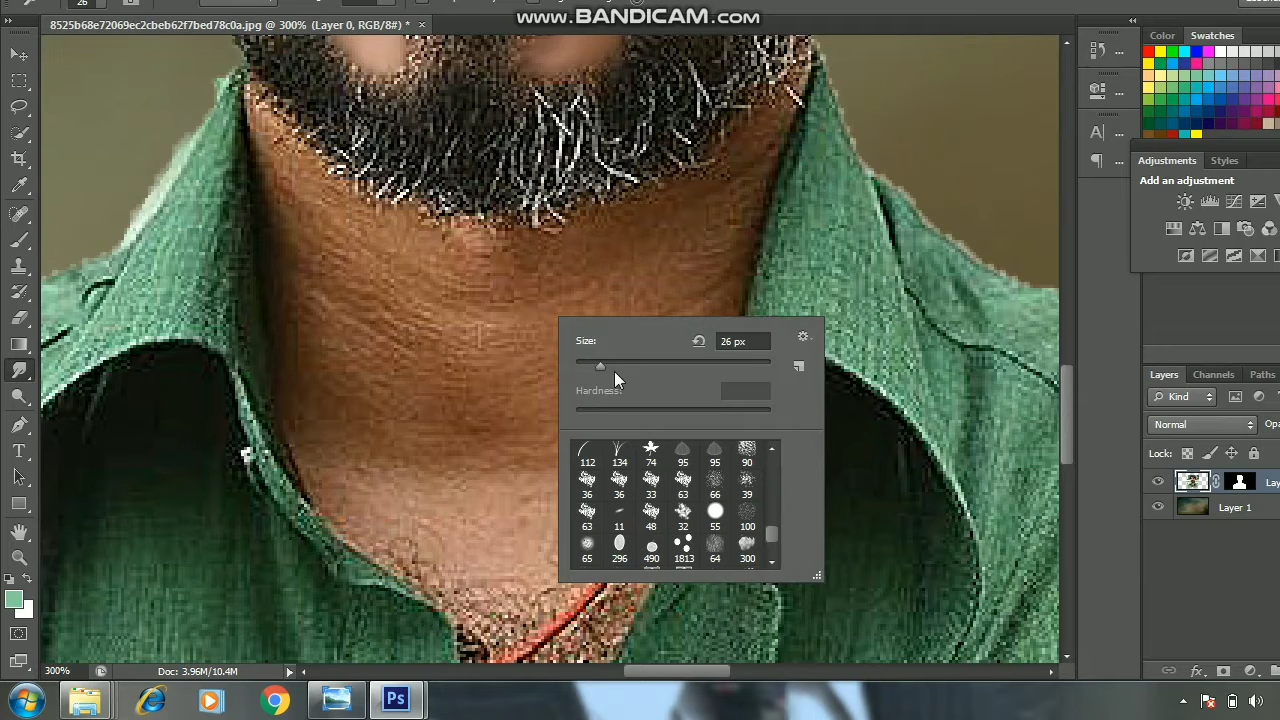 26
www.BANDICAM.com
8525b68e72069ec2cbeb62f7bed78c0a.jpg @ 300% (Layer 0, RGB/8#) *
Color Swatches
Adjustments Styles
Add an adjustment
Size: 26 px
Hardness:
112 134 74 95 95 90
36 36 33 63 66 39
63 11 48 32 55 100
65 296 490 1813 64 300
Layers Channels Paths
Kind
Normal Opa
Lock:
Lay
Layer 1
300% Doc: 3.96M/10.4M
Ps